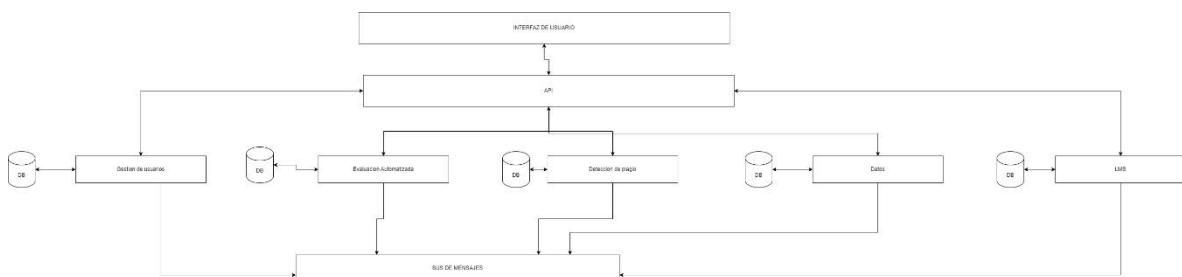 INTERFAZ DE USUARIO
API
DB
Gestion de usuarios
DB
Evaluacion Automatizada
DB
Deteccion de plagio
DB
Datos
DB
LMS
BUS DE MENSAJES